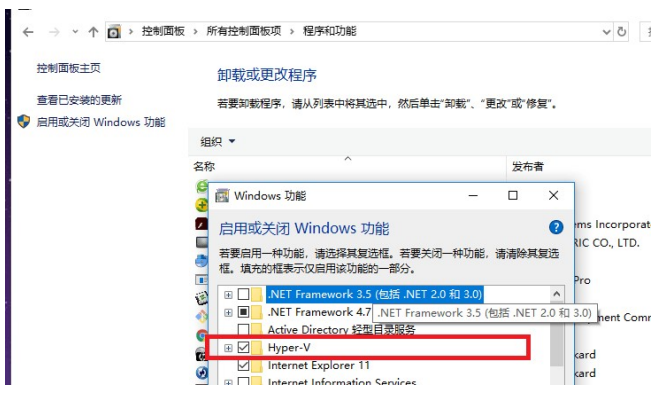 控制面板 › 所有控制面板项 › 程序和功能
控制面板主页
卸载或更改程序
查看已安装的更新
若要卸载程序，请从列表中将其选中，然后单击"卸载"、"更改"或"修复"。
启用或关闭 Windows 功能
组织
名称
发布者
Windows 功能
启用或关闭 Windows 功能
若要启用一种功能，请选择其复选框。若要关闭一种功能，请清除其复选
框。填充的框表示仅启用该功能的一部分。
ems Incorporat
RIC CO., LTD.
Pro
.NET Framework 3.5 (包括 .NET 2.0 和 3.0)
.NET Framework 4.7
.NET Framework 3.5 (包括 .NET 2.0 和 3.0)
nent Comm
Active Directory 轻型目录服务
Hyper-V
kard
Internet Explorer 11
kard
Internet Information Services